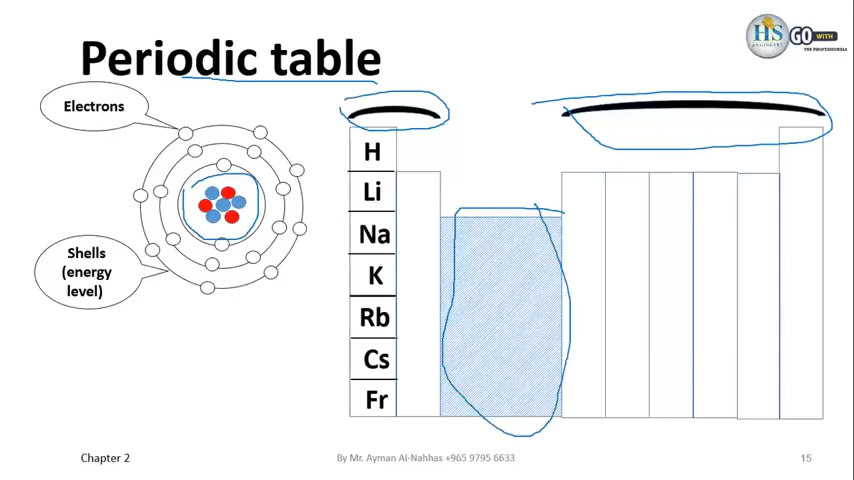 Periodic table
HS
ENGINEERS
GO WITH
THE PROFESSIONALS
Electrons
Shells
(energy
level)
H
Li
Na
K
Rb
Cs
Fr
Chapter 2
By Mr. Ayman Al-Nahhas +965 9795 6633
15